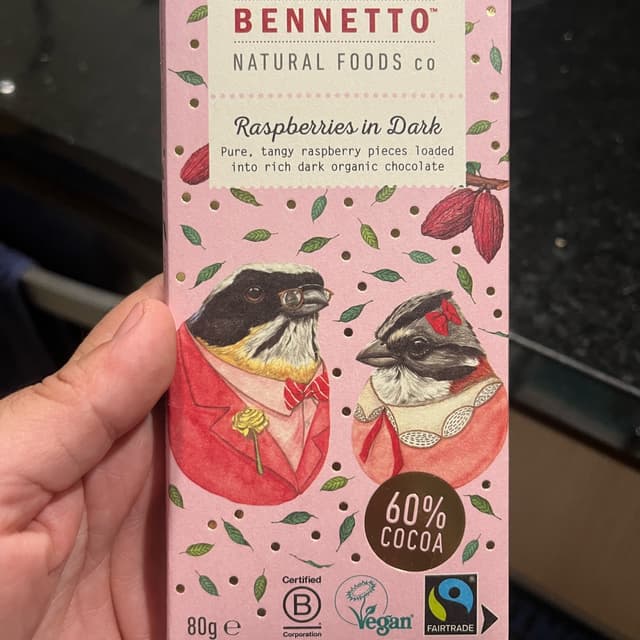 BENNETTO™
NATURAL FOODS co
Raspberries in Dark
Pure, tangy raspberry pieces loaded
into rich dark organic chocolate
60%
COCOA
80g e
Certified
B
Corporation
Vegan
FAIRTRADE